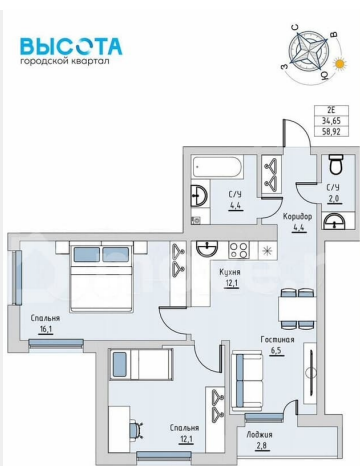 ВЫСОТА
городской квартал
С
З
В
Ю
2Е
34,65
58,92
С/У
4,4
С/У
2,0
Коридор
4,4
Кухня
12,1
Спальня
16,1
Гостиная
6,5
Спальня
12,1
Лоджия
2,8